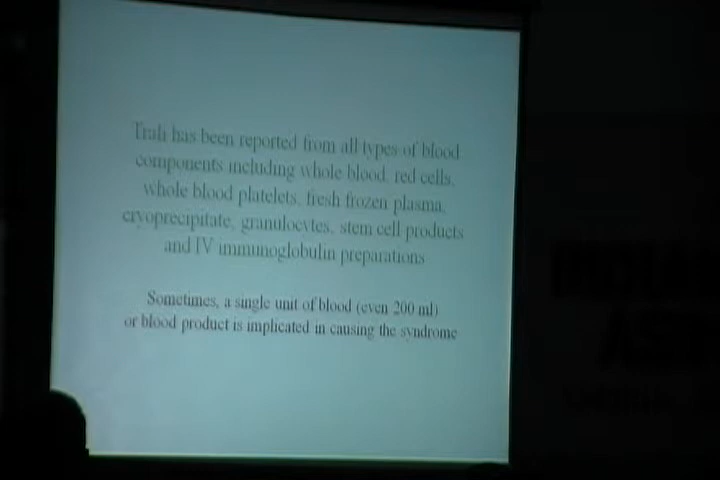 Trali has been reported from all types of blood
components including whole blood, red cells,
whole blood platelets, fresh frozen plasma,
cryoprecipitate, granulocytes, stem cell products
and IV immunoglobulin preparations
Sometimes, a single unit of blood (even 200 ml)
or blood product is implicated in causing the syndrome